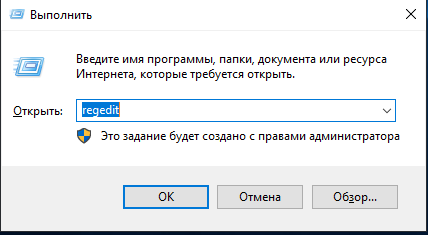 Выполнить
Введите имя программы, папки, документа или ресурса
Интернета, которые требуется открыть.
Открыть: regedit
Это задание будет создано с правами администратора
ОК Отмена Обзор...